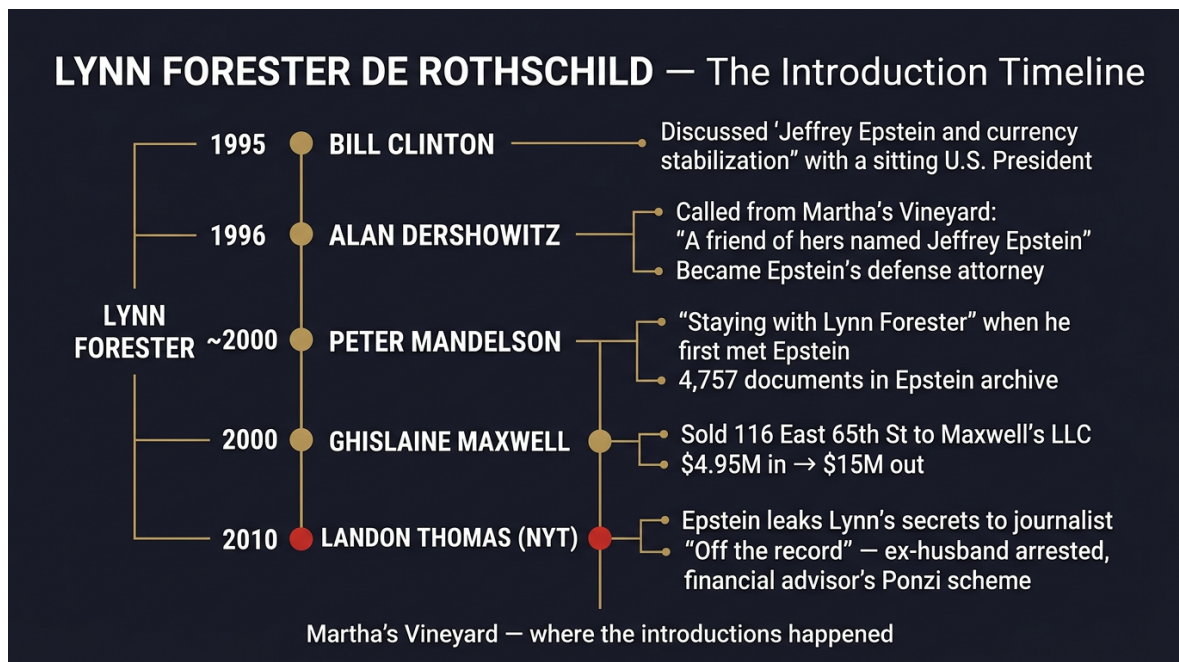 LYNN FORESTER DE ROTHSCHILD — The Introduction Timeline
1995
BILL CLINTON
Discussed ‘Jeffrey Epstein and currency
stabilization” with a sitting U.S. President
1996
ALAN DERSHOWITZ
Called from Martha’s Vineyard:
“A friend of hers named Jeffrey Epstein”
Became Epstein’s defense attorney
LYNN
FORESTER
~2000
PETER MANDELSON
“Staying with Lynn Forester” when he
first met Epstein
4,757 documents in Epstein archive
2000
GHISLAINE MAXWELL
Sold 116 East 65th St to Maxwell’s LLC
$4.95M in → $15M out
2010
LANDON THOMAS (NYT)
Epstein leaks Lynn’s secrets to journalist
“Off the record” — ex-husband arrested,
financial advisor’s Ponzi scheme
Martha’s Vineyard — where the introductions happened